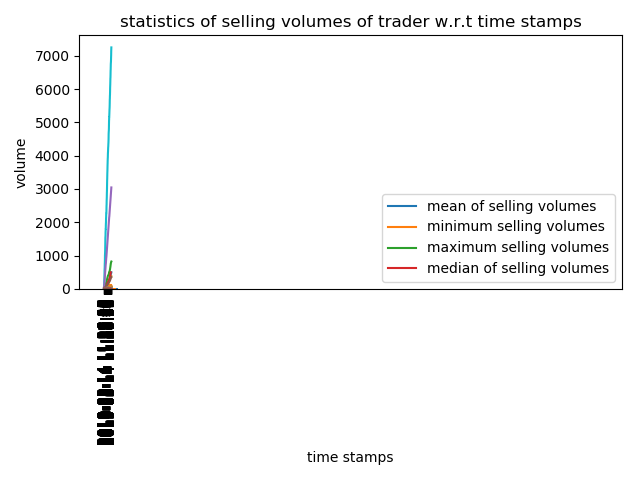 statistics of selling volumes of trader w.r.t time stamps
7000
6000
5000
4000
3000
2000
1000
0
volume
mean of selling volumes
minimum selling volumes
maximum selling volumes
median of selling volumes
time stamps